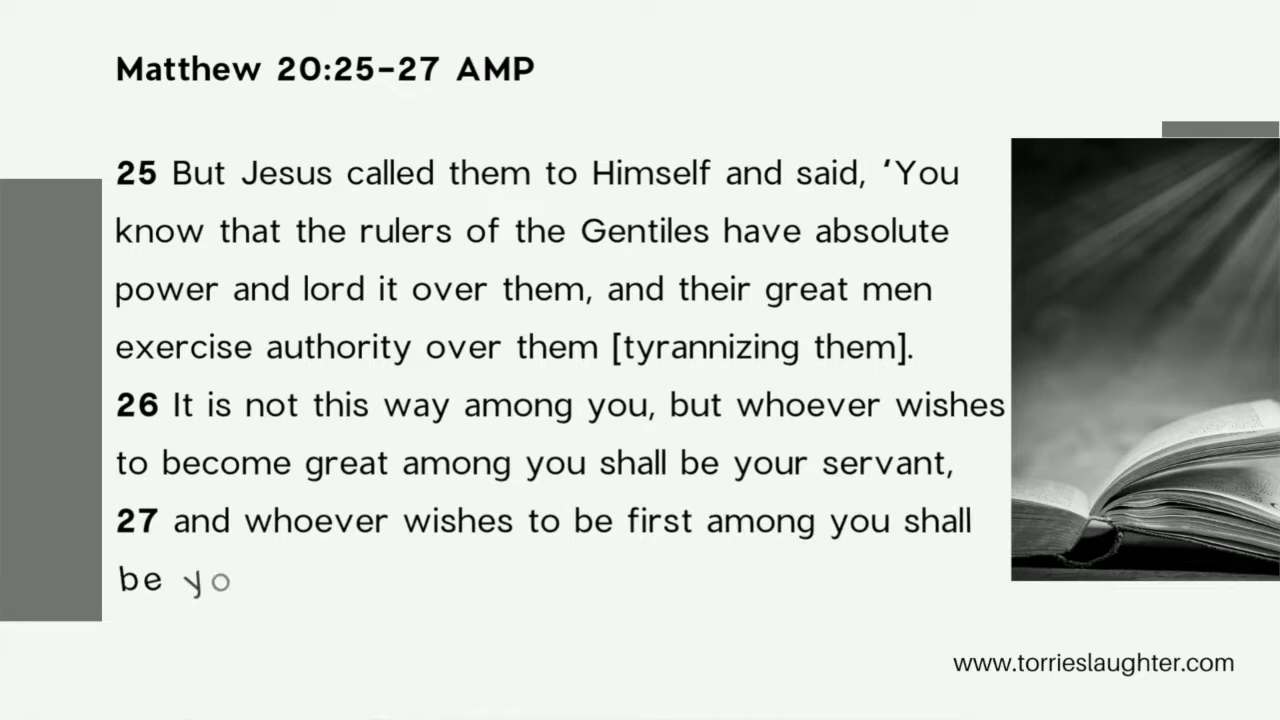 Matthew 20:25-27 AMP
25 But Jesus called them to Himself and said, ‘You
know that the rulers of the Gentiles have absolute
power and lord it over them, and their great men
exercise authority over them [tyrannizing them].
26 It is not this way among you, but whoever wishes
to become great among you shall be your servant,
27 and whoever wishes to be first among you shall
be yo
www.torrieslaughter.com